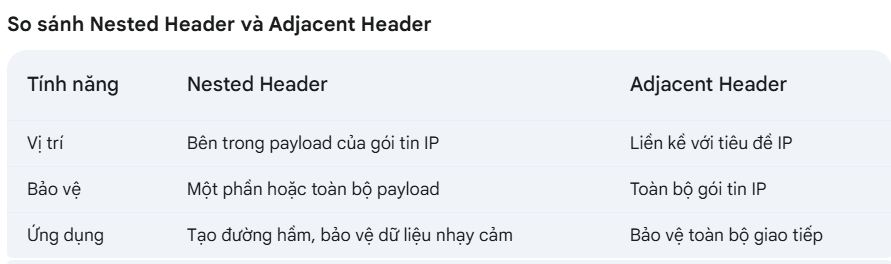 So sánh Nested Header và Adjacent Header
Tính năng Nested Header Adjacent Header
Vị trí Bên trong payload của gói tin IP Liền kề với tiêu đề IP
Bảo vệ Một phần hoặc toàn bộ payload Toàn bộ gói tin IP
Ứng dụng Tạo đường hầm, bảo vệ dữ liệu nhạy cảm Bảo vệ toàn bộ giao tiếp